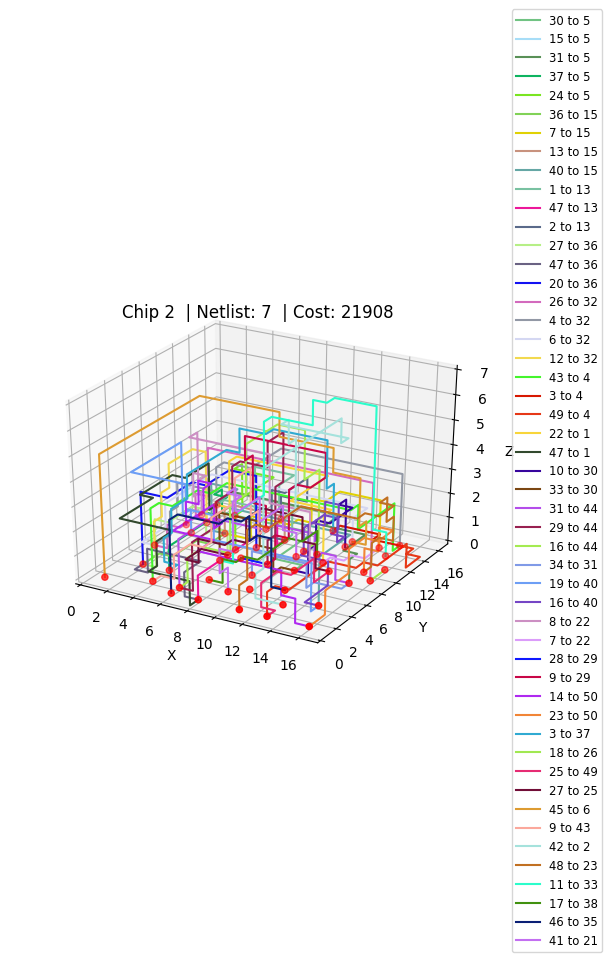 30 to 5
15 to 5
31 to 5
37 to 5
24 to 5
36 to 15
7 to 15
13 to 15
40 to 15
1 to 13
47 to 13
2 to 13
27 to 36
47 to 36
20 to 36
26 to 32
4 to 32
6 to 32
12 to 32
43 to 4
3 to 4
49 to 4
22 to 1
47 to 1
10 to 30
33 to 30
31 to 44
29 to 44
16 to 44
34 to 31
19 to 40
16 to 40
8 to 22
7 to 22
28 to 29
9 to 29
14 to 50
23 to 50
3 to 37
18 to 26
25 to 49
27 to 25
45 to 6
9 to 43
42 to 2
48 to 23
11 to 33
17 to 38
46 to 35
41 to 21
Chip 2 | Netlist: 7 | Cost: 21908
7
6
5
4
3
2
1
0
Z
16
14
12
10
8
6
4
2
0
Y
0
2
4
6
8
10
12
14
16
X